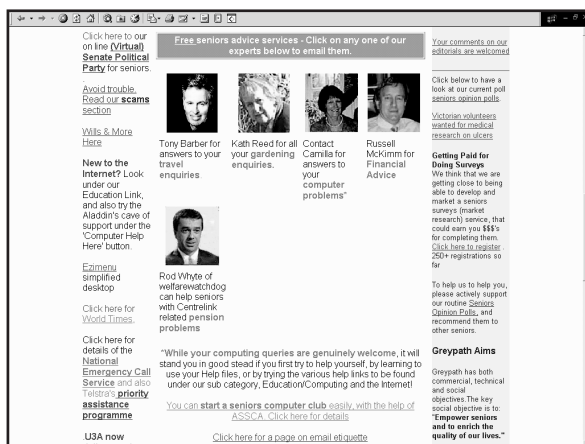 Click here to our
on line (Virtual)
Senate Political
Party for seniors.
Avoid trouble.
Read our scams
section
Wills & More
Here
New to the
Internet? Look
under our
Education Link,
and also try the
Aladdin's cave of
support under the
'Computer Help
Here' button.
Ezimenu
simplified
desktop
Click here for
World Times,
Click here for
details of the
National
Emergency Call
Service and also
Telstra's priority
assistance
programme
.U3A now
Free seniors advice services - Click on any one of our
experts below to email them.
Tony Barber for
answers to your
travel
enquiries.
Kath Reed for all
your gardening
enquiries.
Contact
Camilla for
answers to
your
computer
problems"
Russell
McKimm for
Financial
Advice
Rod Whyte of
welfarewatchdog
can help seniors
with Centrelink
related pension
problems
"While your computing queries are genuinely welcome, it will
stand you in good stead if you first try to help yourself, by learning to
use your Help files, or by trying the various help links to be found
under our sub category, Education/Computing and the Internet!
You can start a seniors computer club easily, with the help of
ASSCA. Click here for details
Click here for a page on email etiquette
Your comments on our
editorials are welcomed
Click below to have a
look at our current poll
seniors opinion polls.
Victorian volunteers
wanted for medical
research on ulcers
Getting Paid for
Doing Surveys
We think that we are
getting close to being
able to develop and
market a seniors
surveys (market
research) service, that
could earn you $$$'s
for completing them.
Click here to register .
250+ registrations so
far
To help us to help you,
please actively support
our routine Seniors
Opinion Polls, and
recommend them to
other seniors.
Greypath Aims
Greypath has both
commercial, technical
and social
objectives.The key
social objective is to:
"Empower seniors
and to enrich the
quality of our lives."